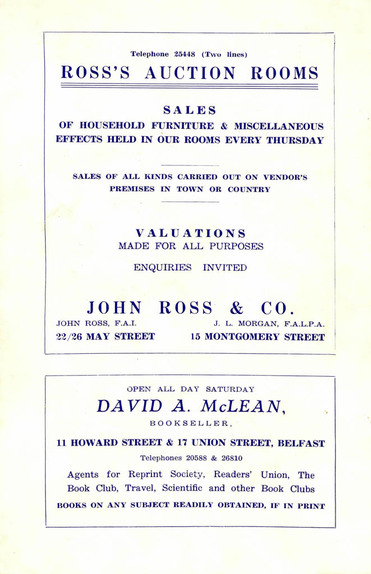 Telephone 25448 (Two lines)
ROSS'S AUCTION ROOMS
SALES
OF HOUSEHOLD FURNITURE & MISCELLANEOUS
EFFECTS HELD IN OUR ROOMS EVERY THURSDAY
SALES OF ALL KINDS CARRIED OUT ON VENDOR'S
PREMISES IN TOWN OR COUNTRY
VALUATIONS
MADE FOR ALL PURPOSES
ENQUIRIES INVITED
JOHN ROSS & CO.
JOHN ROSS, F.A.I. J. L. MORGAN, F.A.L.P.A.
22/26 MAY STREET 15 MONTGOMERY STREET
OPEN ALL DAY SATURDAY
DAVID A. McLEAN,
BOOKSELLER,
11 HOWARD STREET & 17 UNION STREET, BELFAST
Telephones 20588 & 26810
Agents for Reprint Society, Readers' Union, The
Book Club, Travel, Scientific and other Book Clubs
BOOKS ON ANY SUBJECT READILY OBTAINED, IF IN PRINT